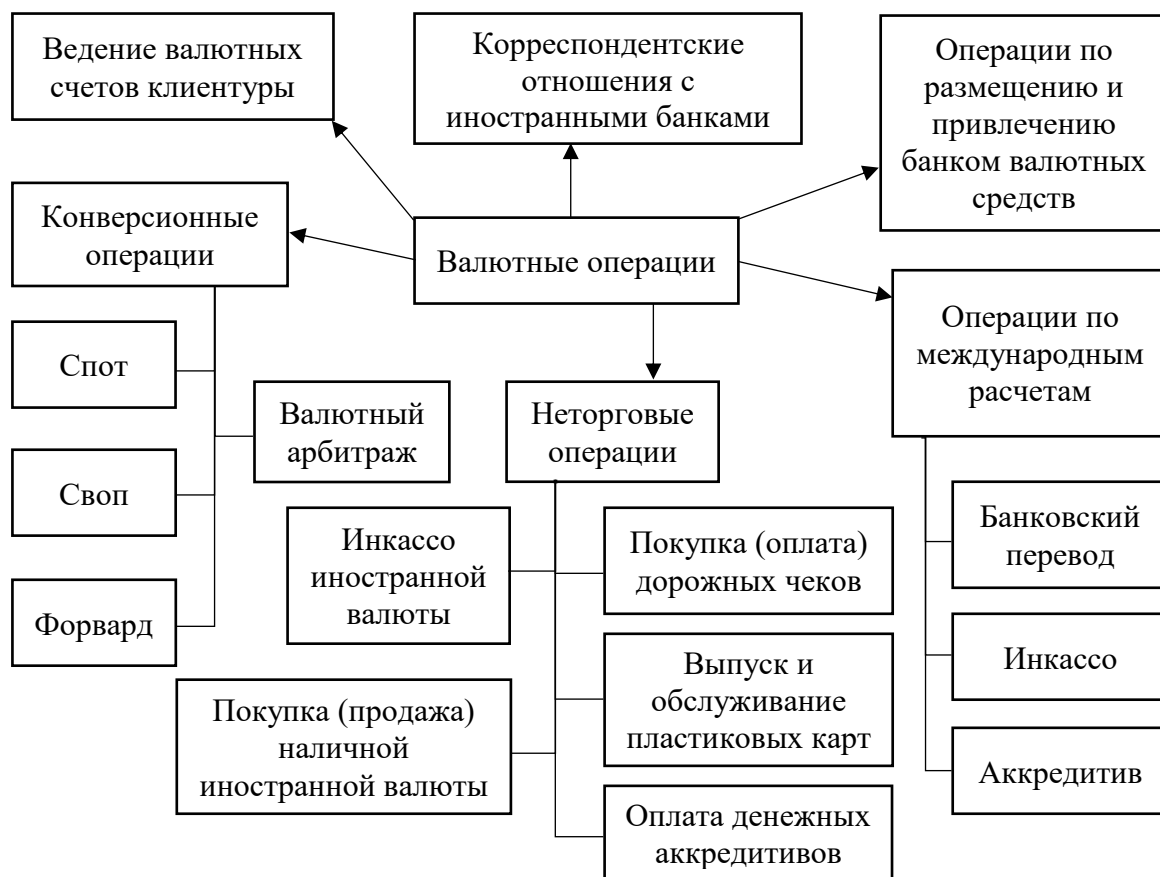 Ведение валютных
счетов клиентуры
Корреспондентские
отношения с
иностранными банками
Операции по
размещению и
привлечению
банком валютных
средств
Конверсионные
операции
Валютные операции
Операции по
международным
расчетам
Спот
Валютный
арбитраж
Неторговые
операции
Своп
Инкассо
иностранной
валюты
Покупка (оплата)
дорожных чеков
Банковский
перевод
Форвард
Выпуск и
обслуживание
пластиковых карт
Инкассо
Покупка (продажа)
наличной
иностранной валюты
Аккредитив
Оплата денежных
аккредитивов